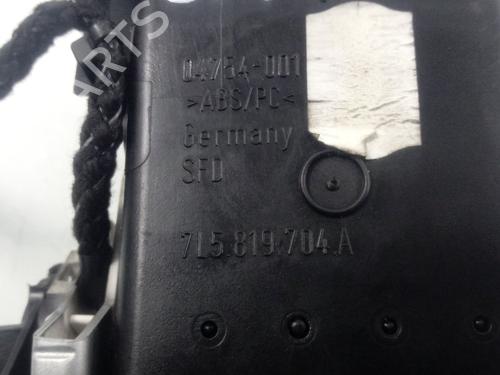 04754-001
>ABS/PC<
Germany
SFD
7L5.819.704.A